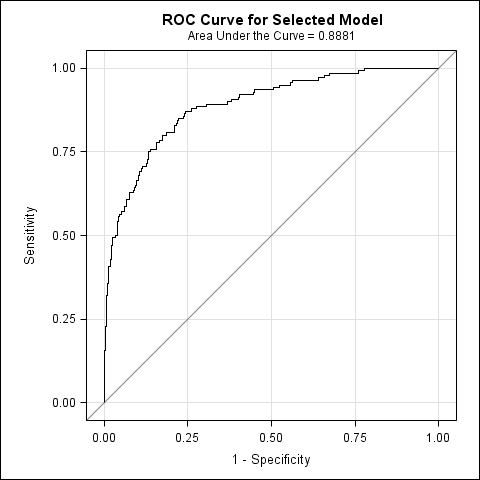 ROC Curve for Selected Model
Area Under the Curve = 0.8881
1.00
0.75
0.50
0.25
0.00
Sensitivity
0.00 0.25 0.50 0.75 1.00
1 - Specificity